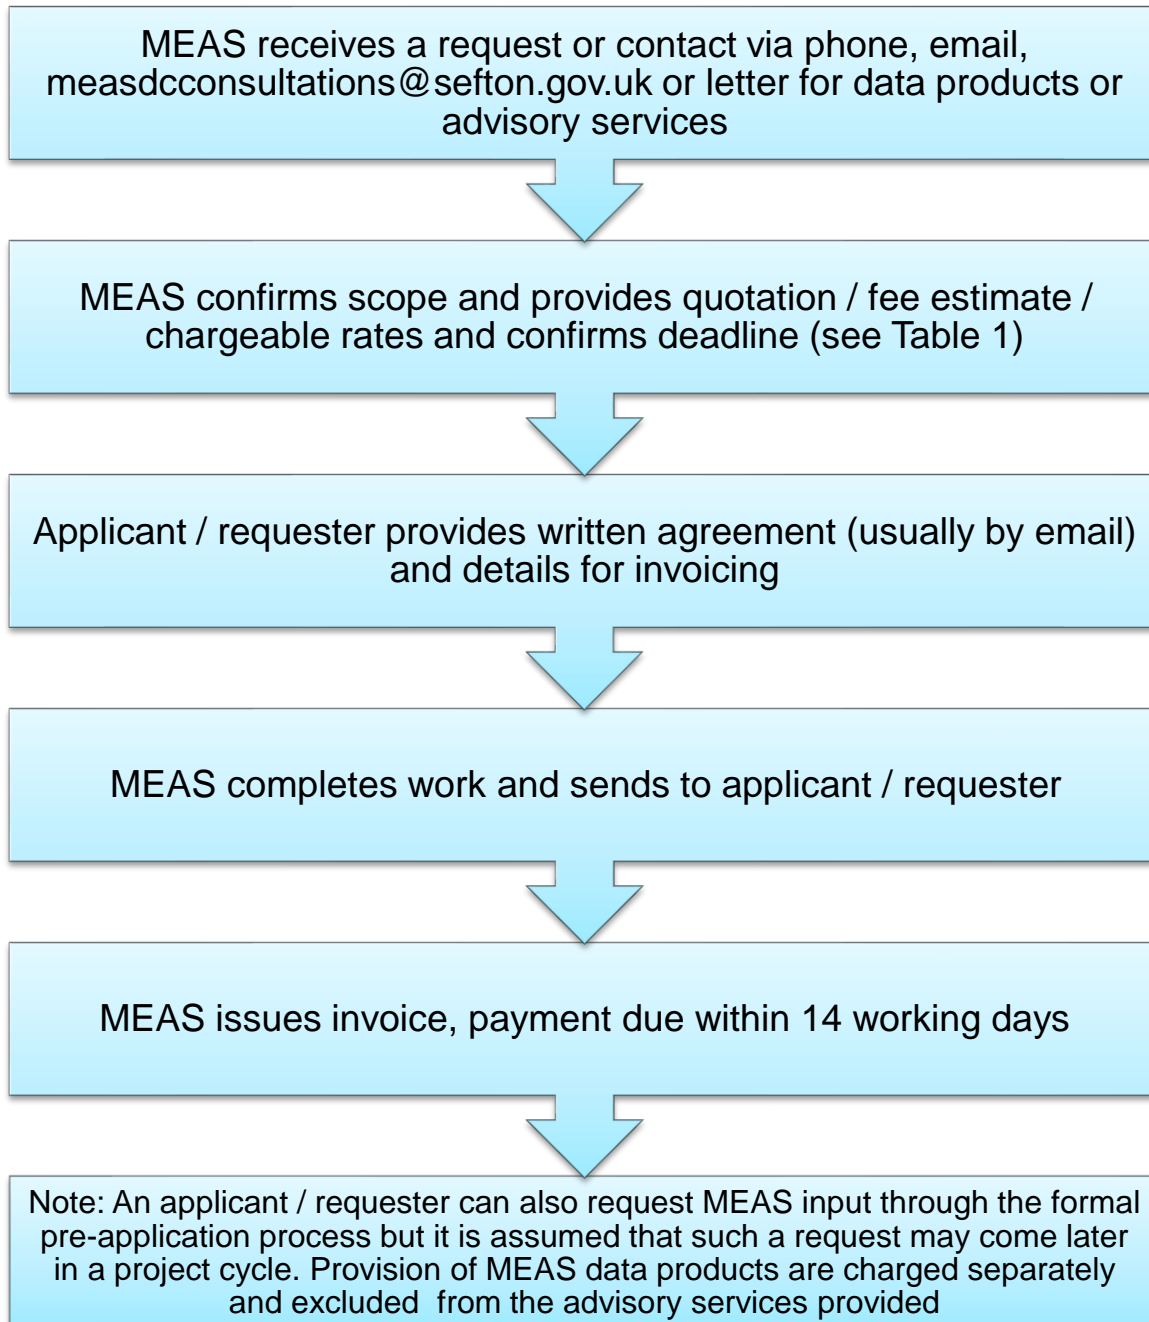 MEAS receives a request or contact via phone, email,
measdcconsultations@sefton.gov.uk or letter for data products or
advisory services
MEAS confirms scope and provides quotation / fee estimate /
chargeable rates and confirms deadline (see Table 1)
Applicant / requester provides written agreement (usually by email)
and details for invoicing
MEAS completes work and sends to applicant / requester
MEAS issues invoice, payment due within 14 working days
Note: An applicant / requester can also request MEAS input through the formal
pre-application process but it is assumed that such a request may come later
in a project cycle. Provision of MEAS data products are charged separately
and excluded  from the advisory services provided